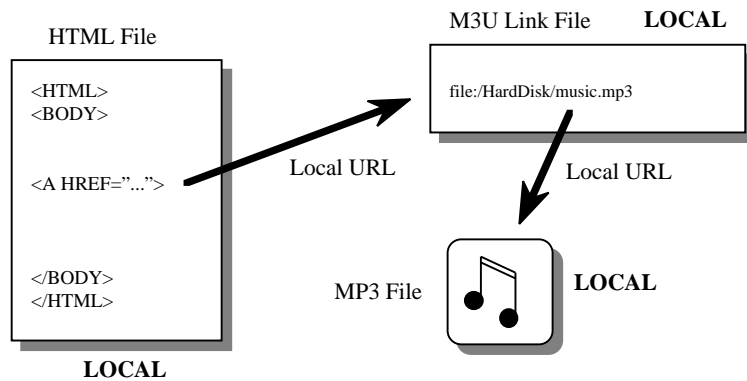 HTML File
<HTML>
<BODY>
<A HREF=”...”>
</BODY>
</HTML>
LOCAL
Local URL
M3U Link File LOCAL
file:/HardDisk/music.mp3
Local URL
MP3 File
LOCAL